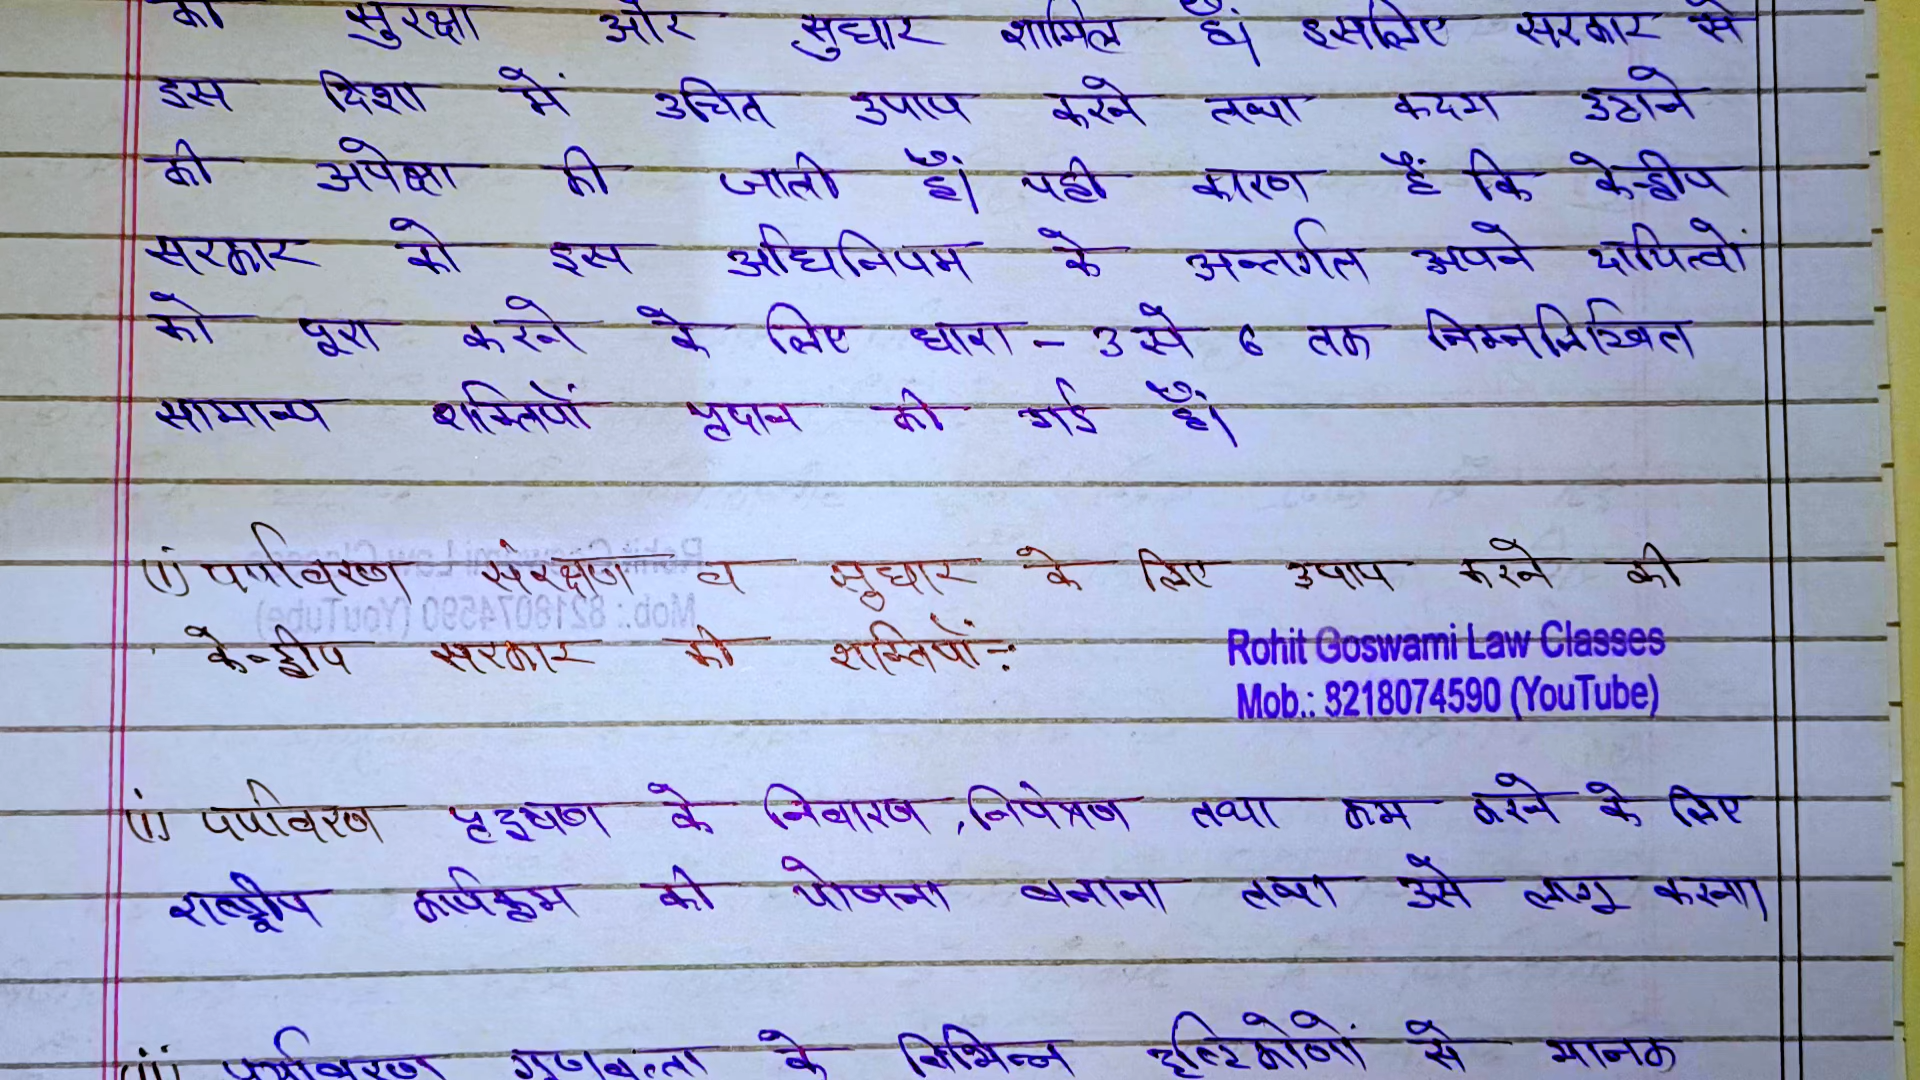 की सुरक्षा और सुधार शामिल हैं। इसलिए सरकार से
इस दिशा में उचित उपाय करने तथा कदम उठाने
की अपेक्षा की जाती हैं। यही कारण हैं कि केन्द्रीय
सरकार को इस अधिनियम के अन्तर्गत अपने दायित्वों
को पूरा करने के लिए धारा - 3 से 6 तक निम्नलिखित
सामान्य शक्तियाँ प्रदान की गई हैं।
(i) पर्यावरण संरक्षण व सुधार के लिए उपाय करने की
केन्द्रीय सरकार की शक्तियाँ -:
Rohit Goswami Law Classes
Mob.: 8218074590 (YouTube)
(ii) पर्यावरण प्रदूषण के निवारण, नियंत्रण तथा कम करने के लिए
राष्ट्रीय कार्यक्रम की योजना बनाना तथा उसे लागू करना।
(iii) पर्यावरण गुणवत्ता के विभिन्न दृष्टिकोणों से मानक